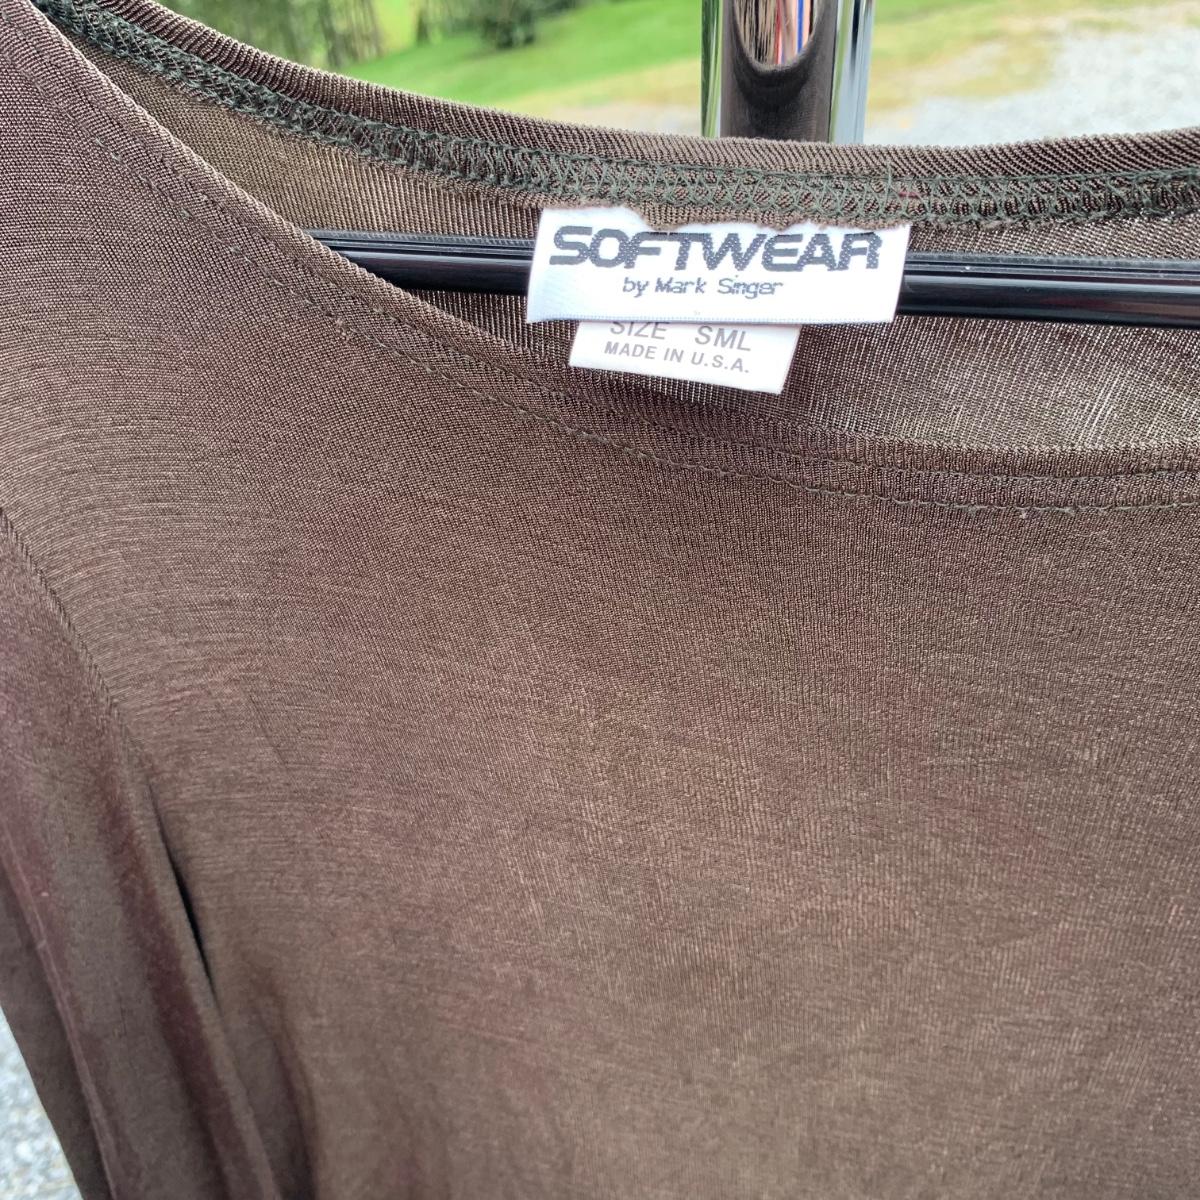 SOFTWEAR
by Mark Singer
SIZE SML
MADE IN U.S.A.